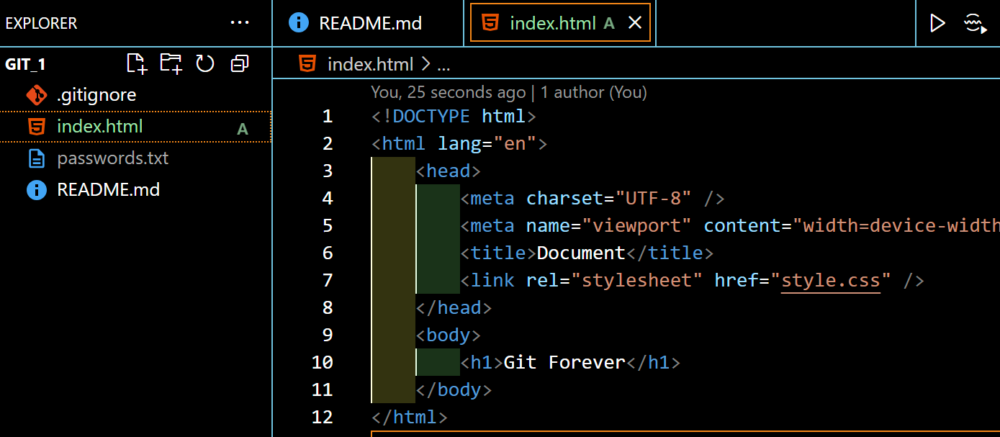 EXPLORER ...
README.md
index.html A
GIT_1
.gitignore
index.html A
passwords.txt
README.md
index.html > ...
You, 25 seconds ago | 1 author (You)
1 <!DOCTYPE html>
2 <html lang="en">
3 <head>
4 <meta charset="UTF-8" />
5 <meta name="viewport" content="width=device-width
6 <title>Document</title>
7 <link rel="stylesheet" href="style.css" />
8 </head>
9 <body>
10 <h1>Git Forever</h1>
11 </body>
12 </html>